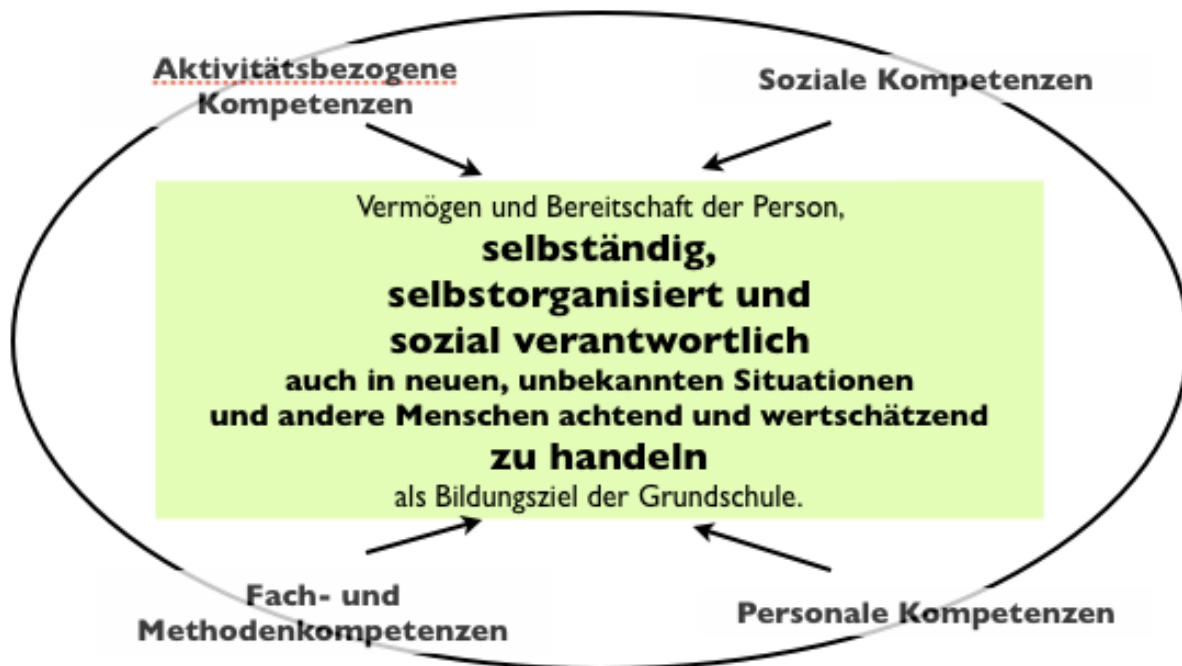 Aktivitätsbezogene
Kompetenzen
Soziale Kompetenzen
Vermögen und Bereitschaft der Person,
selbständig,
selbstorganisiert und
sozial verantwortlich
auch in neuen, unbekannten Situationen
und andere Menschen achtend und wertschätzend
zu handeln
als Bildungsziel der Grundschule.
Fach- und
Methodenkompetenzen
Personale Kompetenzen